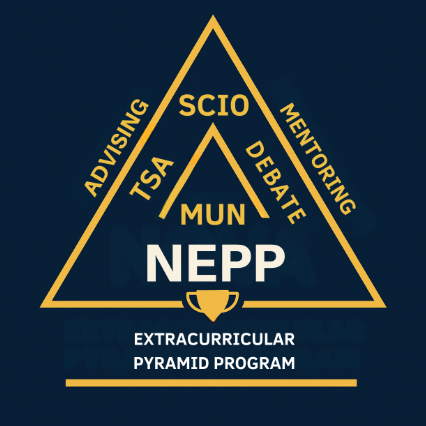 SCIO
ADVISING
MENTORING
TSA
DEBATE
MUN
NEPP
EXTRACURRICULAR
PYRAMID PROGRAM